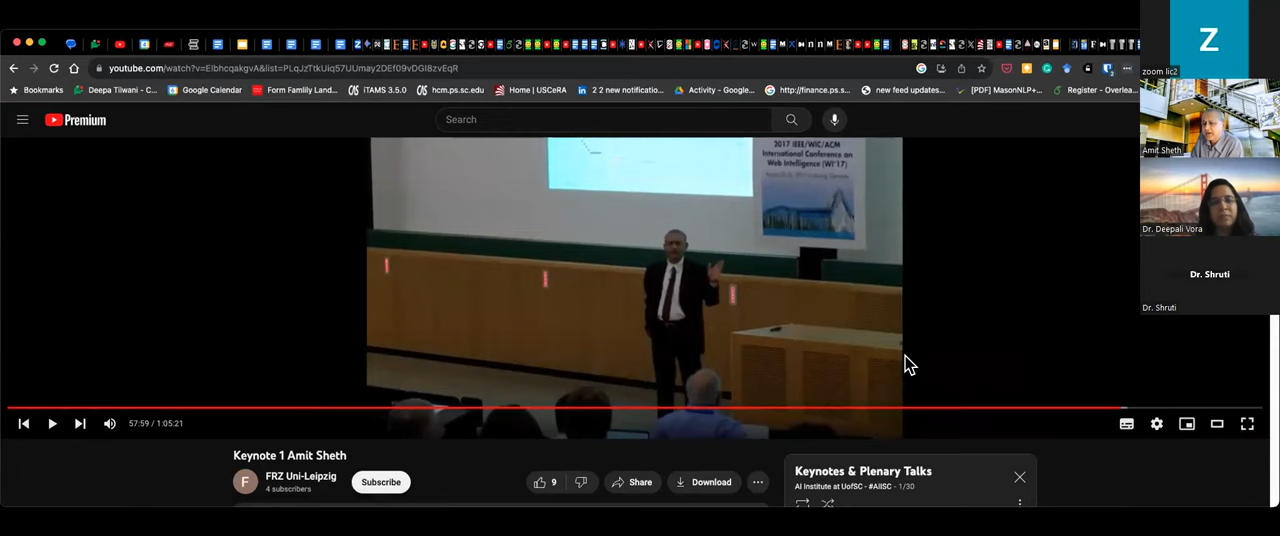 youtube.com/watch?v=EIbhcqakgvA&list=PLqJzTtkUiq57UUmay2DEf09vDGI8zvEqR
Bookmarks
Deepa Tilwani - C...
Google Calendar
Form Famlily Land,...
iTAMS 3.5.0
hcm.ps.sc.edu
Home | USCeRA
2 2 new notificatio...
Activity – Google...
http://finance.ps.s...
new feed updates...
[PDF] MasonNLP+...
Register - Overlea...
Premium
Search
2017 IEEE/WIC/ACM
International Conference on
Web Intelligence (WI'17)
57:59 / 1:05:21
Keynote 1 Amit Sheth
F
FRZ Uni-Leipzig
4 subscribers
Subscribe
9
Share
Download
Keynotes & Plenary Talks
AI Institute at UofSC - #AIISC - 1/30
Z
zoom lic2
Amit Sheth
Dr. Deepali Vora
Dr. Shruti
Dr. Shruti